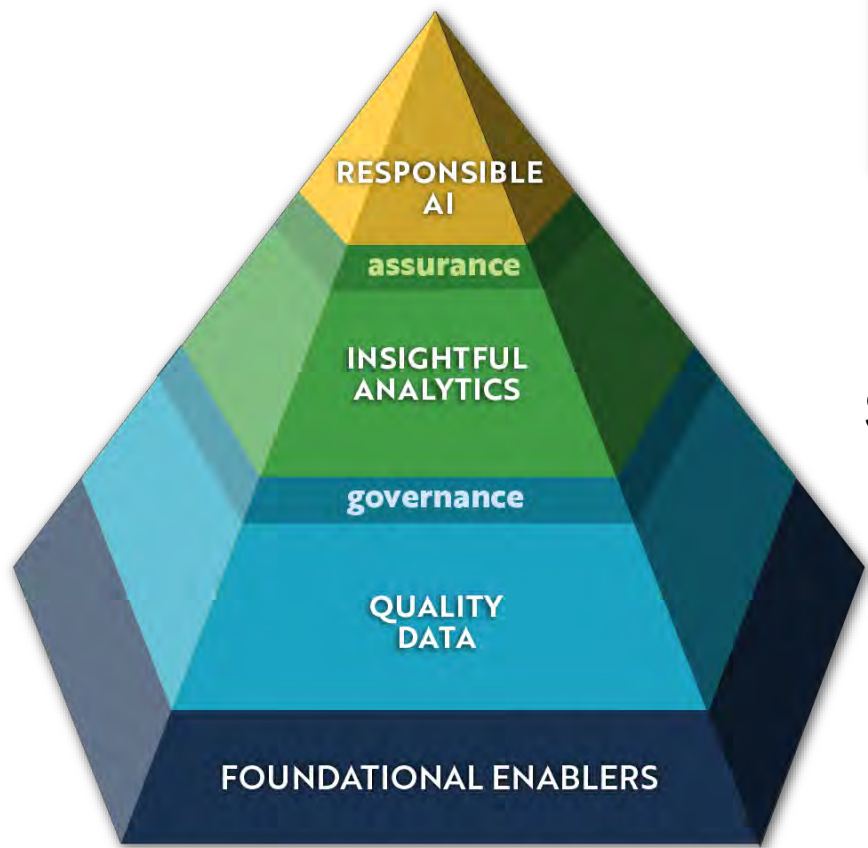 RESPONSIBLE
AI
assurance
INSIGHTFUL
ANALYTICS
governance
QUALITY
DATA
FOUNDATIONAL ENABLERS